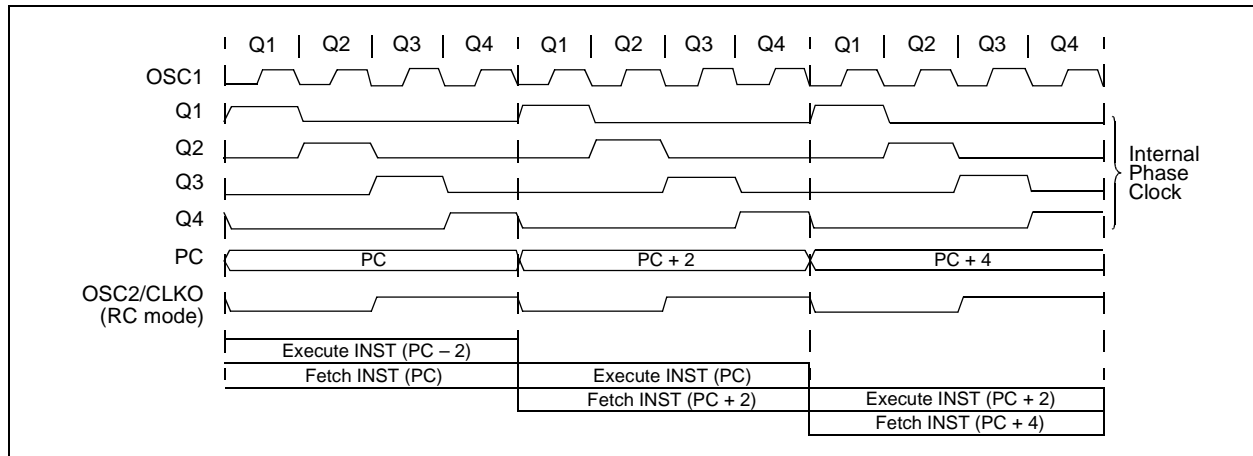 Q1 Q2 Q3 Q4 Q1 Q2 Q3 Q4 Q1 Q2 Q3 Q4
OSC1
Q1
Q2
Q3
Q4
Internal
Phase
Clock
PC PC PC + 2 PC + 4
OSC2/CLKO
(RC mode)
Execute INST (PC – 2)
Fetch INST (PC) Execute INST (PC)
Fetch INST (PC + 2) Execute INST (PC + 2)
Fetch INST (PC + 4)